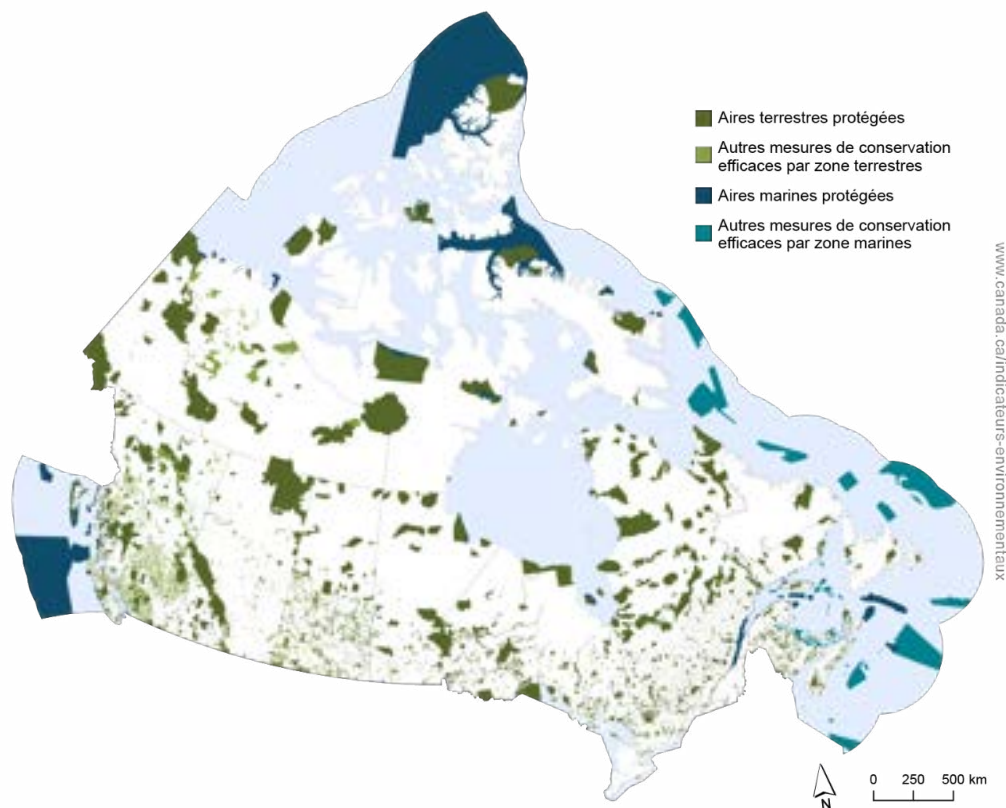 Aires terrestres protégées
Autres mesures de conservation
efficaces par zone terrestres
Aires marines protégées
Autres mesures de conservation
efficaces par zone marines
www.canada.ca/indicateurs-environnementaux
N
0 250 500 km